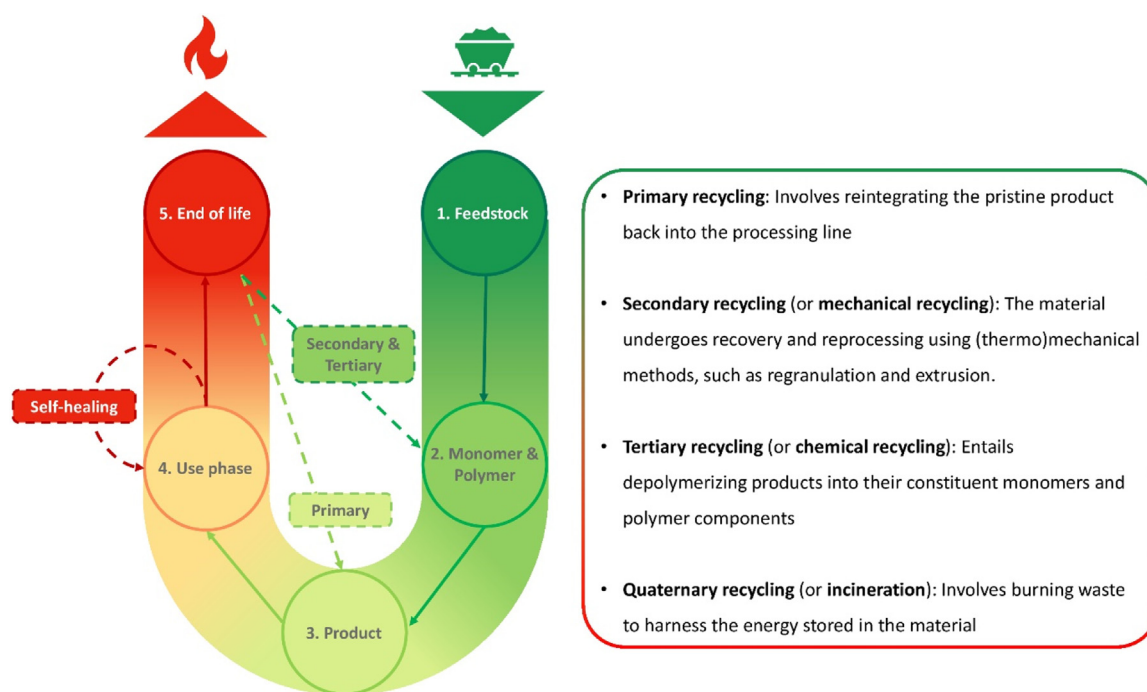 5. End of life
1. Feedstock
Secondary &
Tertiary
Self-healing
4. Use phase
2. Monomer &
Polymer
Primary
3. Product
• Primary recycling: Involves reintegrating the pristine product
back into the processing line
• Secondary recycling (or mechanical recycling): The material
undergoes recovery and reprocessing using (thermo)mechanical
methods, such as regranulation and extrusion.
• Tertiary recycling (or chemical recycling): Entails
depolymerizing products into their constituent monomers and
polymer components
• Quaternary recycling (or incineration): Involves burning waste
to harness the energy stored in the material